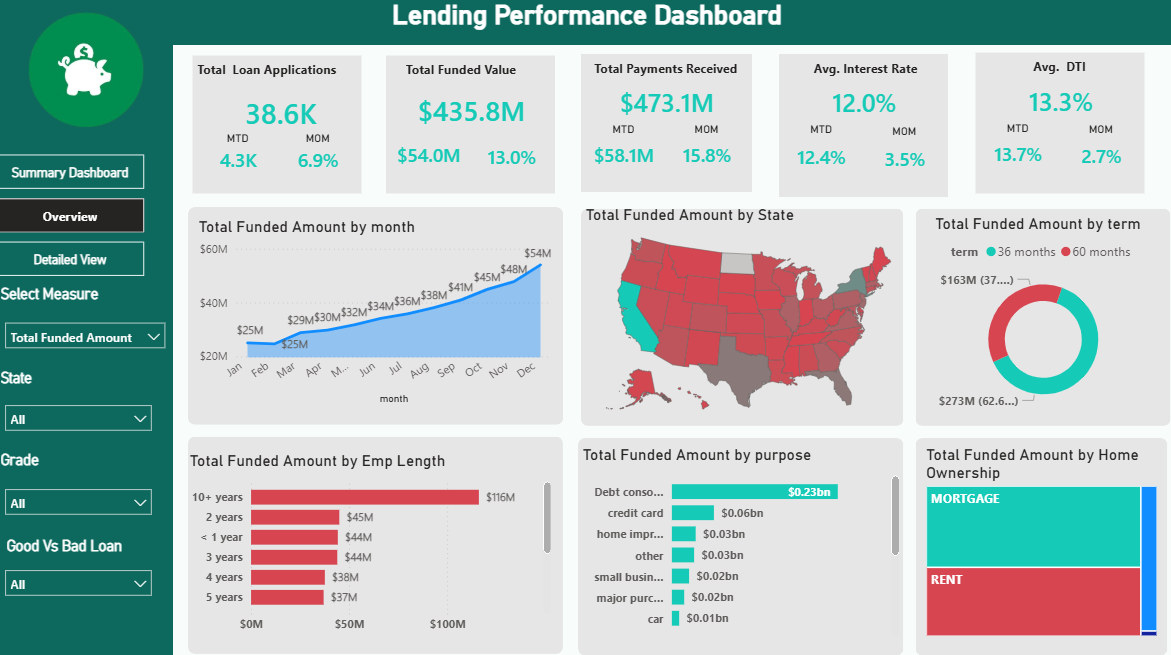 Lending Performance Dashboard
Summary Dashboard
Overview
Detailed View
Select Measure
Total Funded Amount
State
All
Grade
All
Good Vs Bad Loan
All
Total Loan Applications
38.6K
MTD MOM
4.3K 6.9%
Total Funded Value
$435.8M
MTD MOM
$54.0M 13.0%
Total Payments Received
$473.1M
MTD MOM
$58.1M 15.8%
Avg. Interest Rate
12.0%
MTD MOM
12.4% 3.5%
Avg. DTI
13.3%
MTD MOM
13.7% 2.7%
Total Funded Amount by month
$60M
$40M
$20M
$25M $25M $29M $30M $32M $34M $36M $38M $41M $45M $48M $54M
Jan Feb Mar Apr M... Jun Jul Aug Sep Oct Nov Dec
month
Total Funded Amount by State
Total Funded Amount by term
term 36 months 60 months
$163M (37....)
$273M (62.6...)
Total Funded Amount by Emp Length
10+ years $116M
2 years $45M
< 1 year $44M
3 years $44M
4 years $38M
5 years $37M
$0M $50M $100M
Total Funded Amount by purpose
Debt conso... $0.23bn
credit card $0.06bn
home impr... $0.03bn
other $0.03bn
small busin... $0.02bn
major purc... $0.02bn
car $0.01bn
Total Funded Amount by Home
Ownership
MORTGAGE
RENT